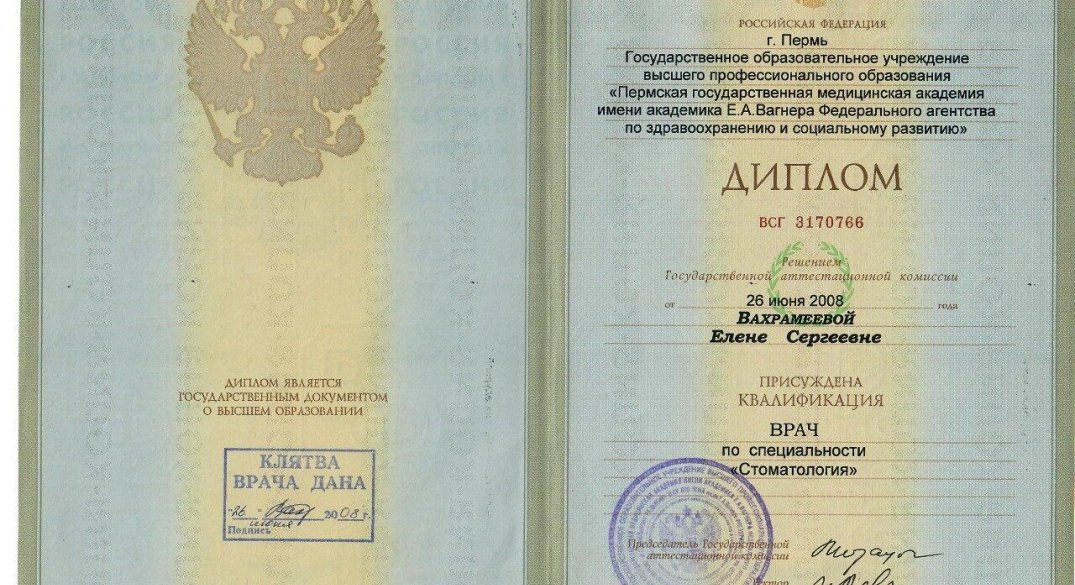 ДИПЛОМ ЯВЛЯЕТСЯ
ГОСУДАРСТВЕННЫМ ДОКУМЕНТОМ
О ВЫСШЕМ ОБРАЗОВАНИИ
КЛЯТВА
ВРАЧА ДАНА
26 июня 2008 г.
Подпись
РОССИЙСКАЯ ФЕДЕРАЦИЯ
г. Пермь
Государственное образовательное учреждение
высшего профессионального образования
«Пермская государственная медицинская академия
имени академика Е.А.Вагнера Федерального агентства
по здравоохранению и социальному развитию»
ДИПЛОМ
ВСГ 3170766
Решением
Государственной аттестационной комиссии
от 26 июня 2008 года
ВАХРАМЕЕВОЙ
Елене Сергеевне
ПРИСУЖДЕНА
КВАЛИФИКАЦИЯ
ВРАЧ
по специальности
«Стоматология»
Председатель Государственной
аттестационной комиссии